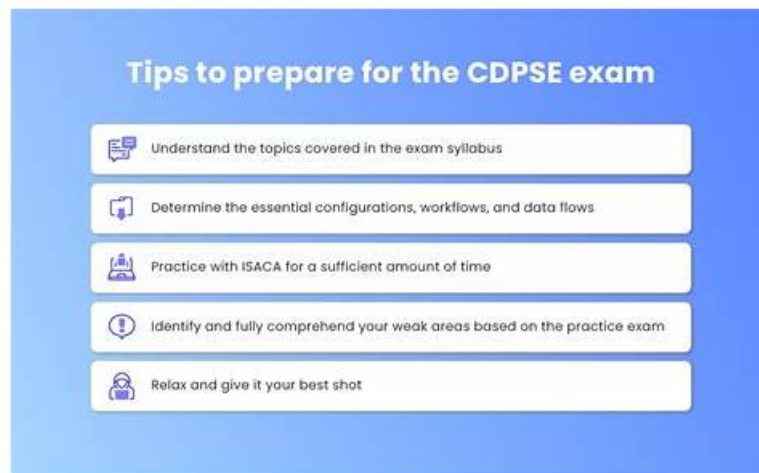 Tips to prepare for the CDPSE exam
Understand the topics covered in the exam syllabus
Determine the essential configurations, workflows, and data flows
Practice with ISACA for a sufficient amount of time
Identify and fully comprehend your weak areas based on the practice exam
Relax and give it your best shot